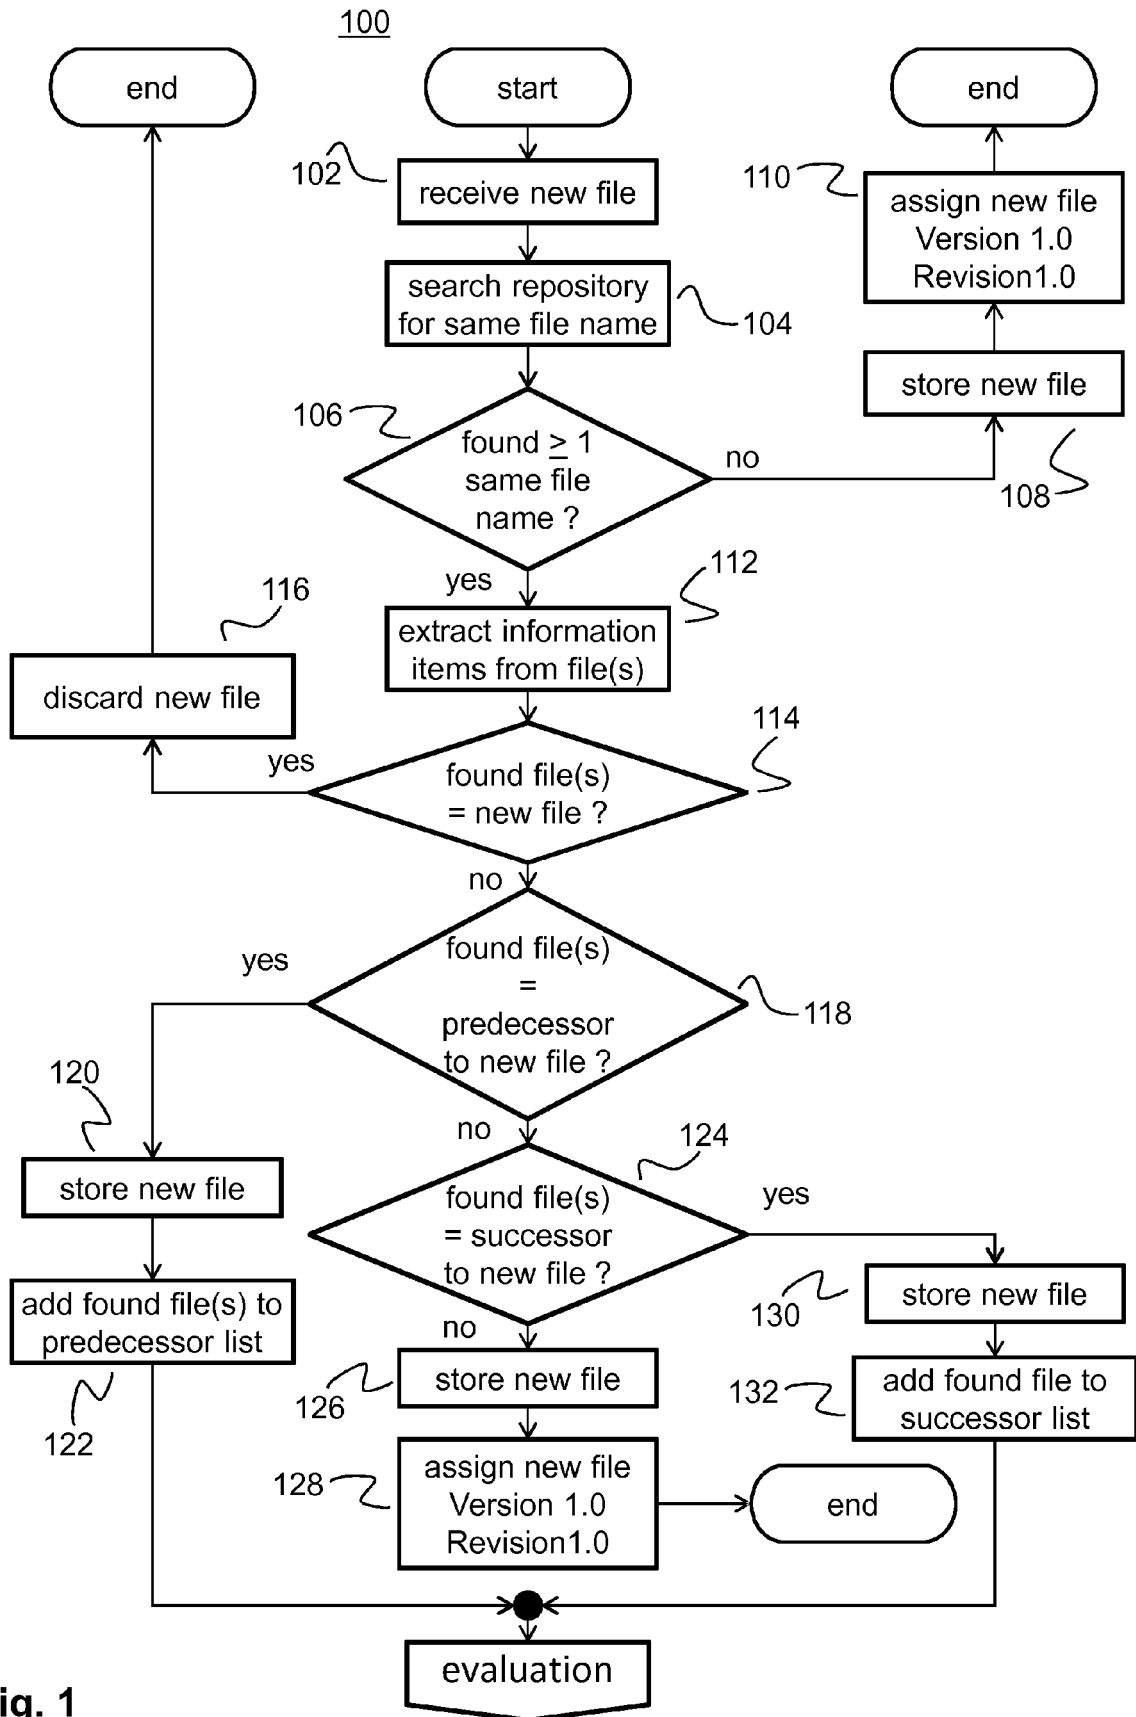 100
end
start
end
102
receive new file
110
assign new file
Version 1.0
Revision1.0
search repository
for same file name
104
store new file
106
found ≥ 1
same file
name ?
no
108
yes
112
116
extract information
items from file(s)
discard new file
114
yes
found file(s)
= new file ?
no
found file(s)
=
predecessor
to new file ?
yes
118
120
no
124
store new file
found file(s)
= successor
to new file ?
yes
add found file(s) to
predecessor list
130
store new file
no
122
126
store new file
132
add found file to
successor list
128
assign new file
Version 1.0
Revision1.0
end
evaluation
ig. 1